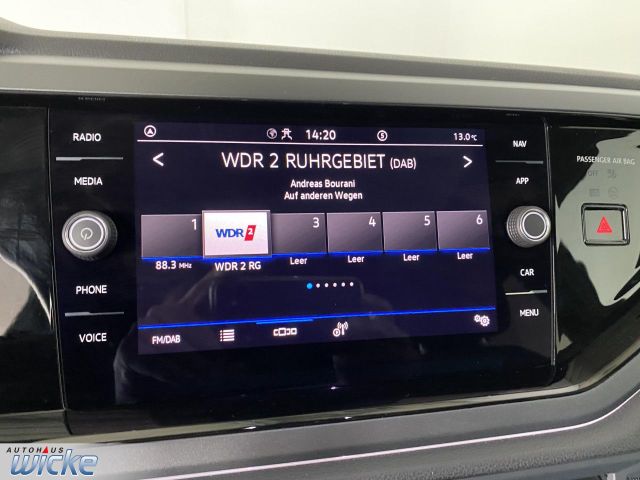 14:20
13.0°C
RADIO
MEDIA
PHONE
VOICE
WDR 2 RUHRGEBIET (DAB)
Andreas Bourani
Auf anderen Wegen
1
3
4
5
6
WDR 2
88.3 MHz
WDR 2 RG
Leer
Leer
Leer
Leer
FM/DAB
NAV
APP
CAR
MENU
PASSENGER AIR BAG
OFF
AUTOHAUS
WICKE